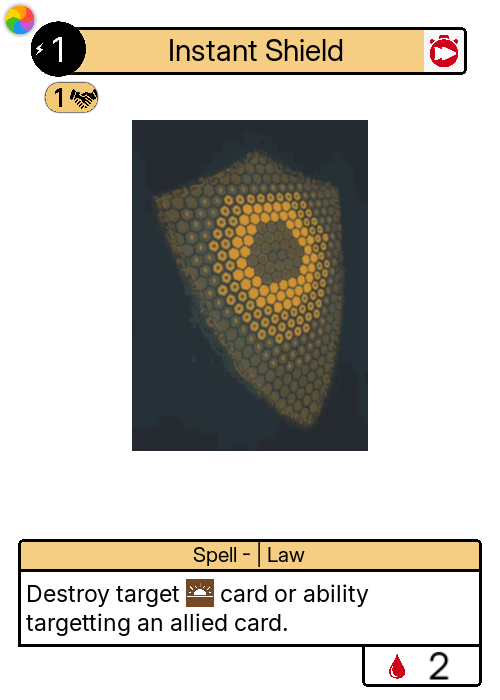 1 Instant Shield
1
Spell - | Law
Destroy target card or ability
targetting an allied card.
2